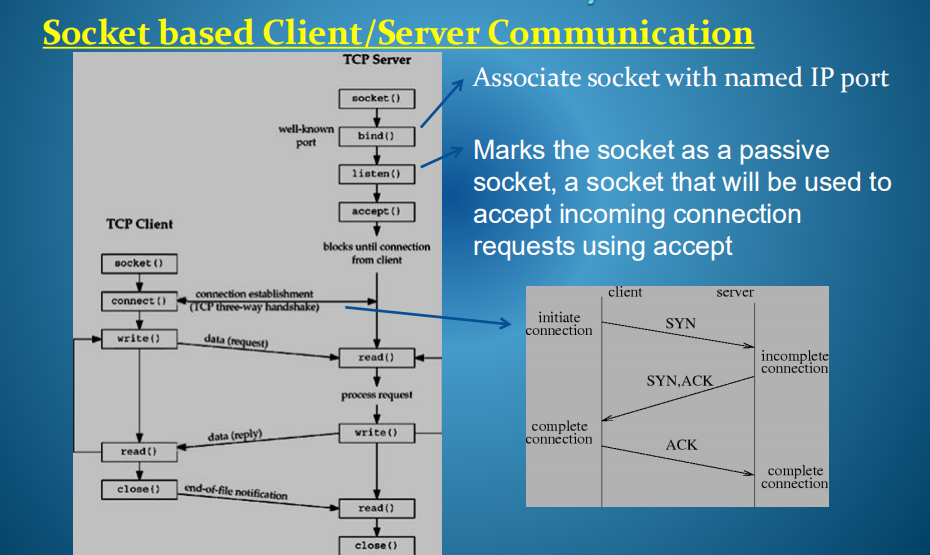 Socket based Client/Server Communication
TCP Server
socket()
well-known
port
bind()
listen()
accept()
blocks until connection
from client
TCP Client
socket()
connect()
connection establishment
(TCP three-way handshake)
write()
data (request)
read()
process request
write()
data (reply)
read()
close()
end-of-file notification
read()
close()
Associate socket with named IP port
Marks the socket as a passive
socket, a socket that will be used to
accept incoming connection
requests using accept
client
server
initiate
connection
SYN
incomplete
connection
SYN,ACK
complete
connection
ACK
complete
connection